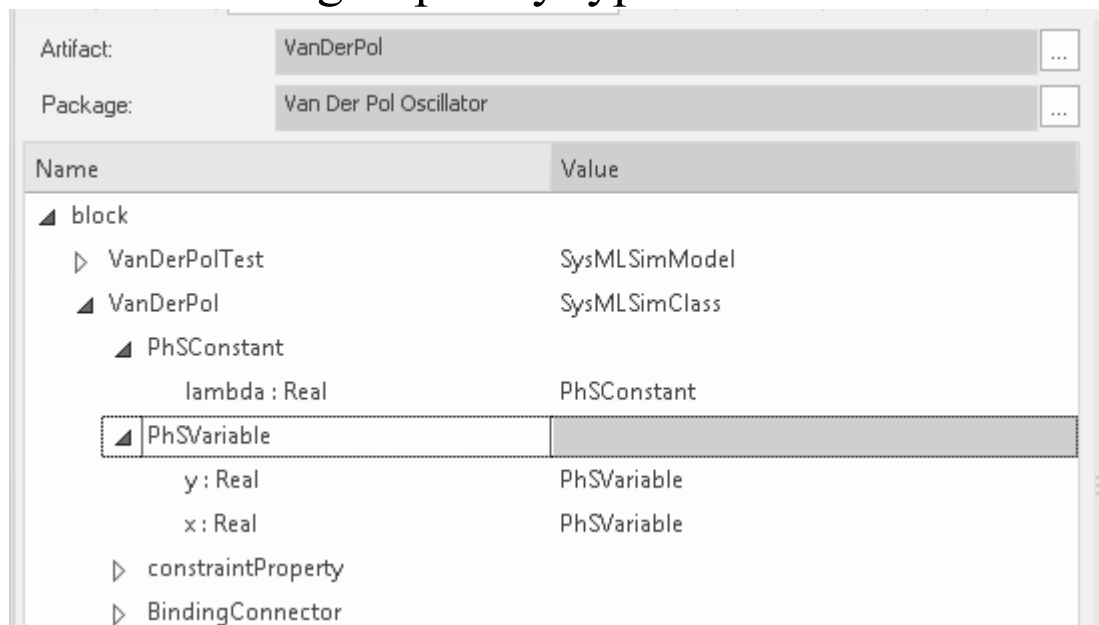 Artifact: VanDerPol ...
Package: Van Der Pol Oscillator ...
Name Value
block
VanDerPolTest SysMLSimModel
VanDerPol SysMLSimClass
PhSConstant
lambda : Real PhSConstant
PhSVariable
y : Real PhSVariable
x : Real PhSVariable
constraintProperty
BindingConnector